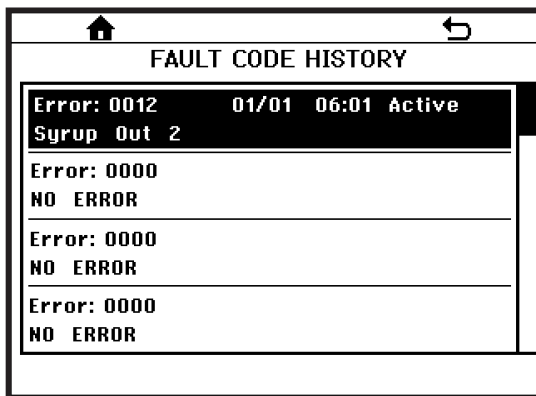 FAULT CODE HISTORY
Error: 0012 01/01 06:01 Active
Syrup Out 2
Error: 0000
NO ERROR
Error: 0000
NO ERROR
Error: 0000
NO ERROR